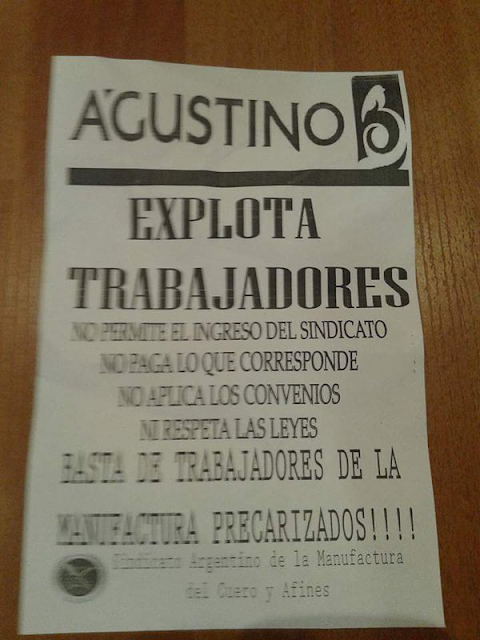 AGUSTINO B
EXPLOTA
TRABAJADORES
NO PERMITE EL INGRESO DEL SINDICATO
NO PAGA LO QUE CORRESPONDE
NO APLICA LOS CONVENIOS
NI RESPETA LAS LEYES
BASTA DE TRABAJADORES DE LA
MANUFACTURA PRECARIZADOS!!!!
Sindicato Argentino de la Manufactura
del Cuero y Afines